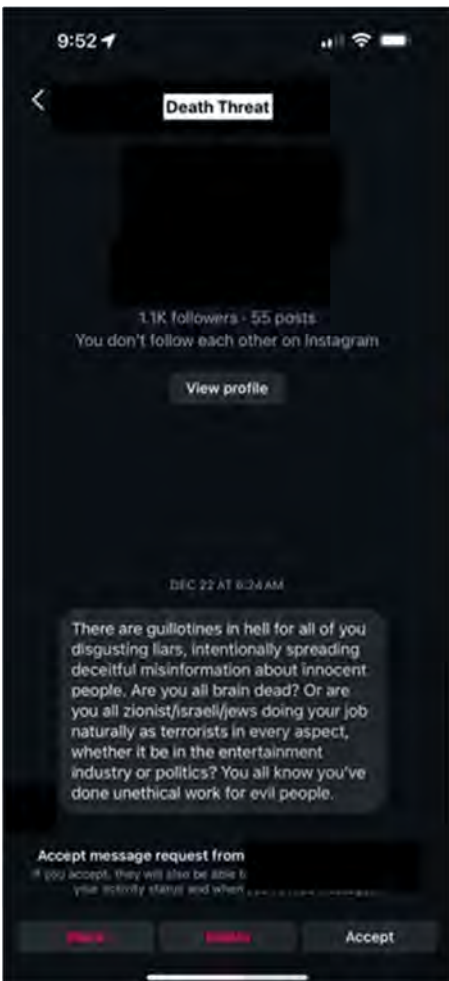 9:52
Death Threat
1.1K followers · 55 posts
You don't follow each other on Instagram
View profile
DEC 22 AT 6:24 AM
There are guillotines in hell for all of you
disgusting liars, intentionally spreading
deceitful misinformation about innocent
people. Are you all brain dead? Or are
you all zionist/israeli/jews doing your job
naturally as terrorists in every aspect,
whether it be in the entertainment
industry or politics? You all know you've
done unethical work for evil people.
Accept message request from
If you accept, they will also be able t
your activity status and when
Block Delete Accept